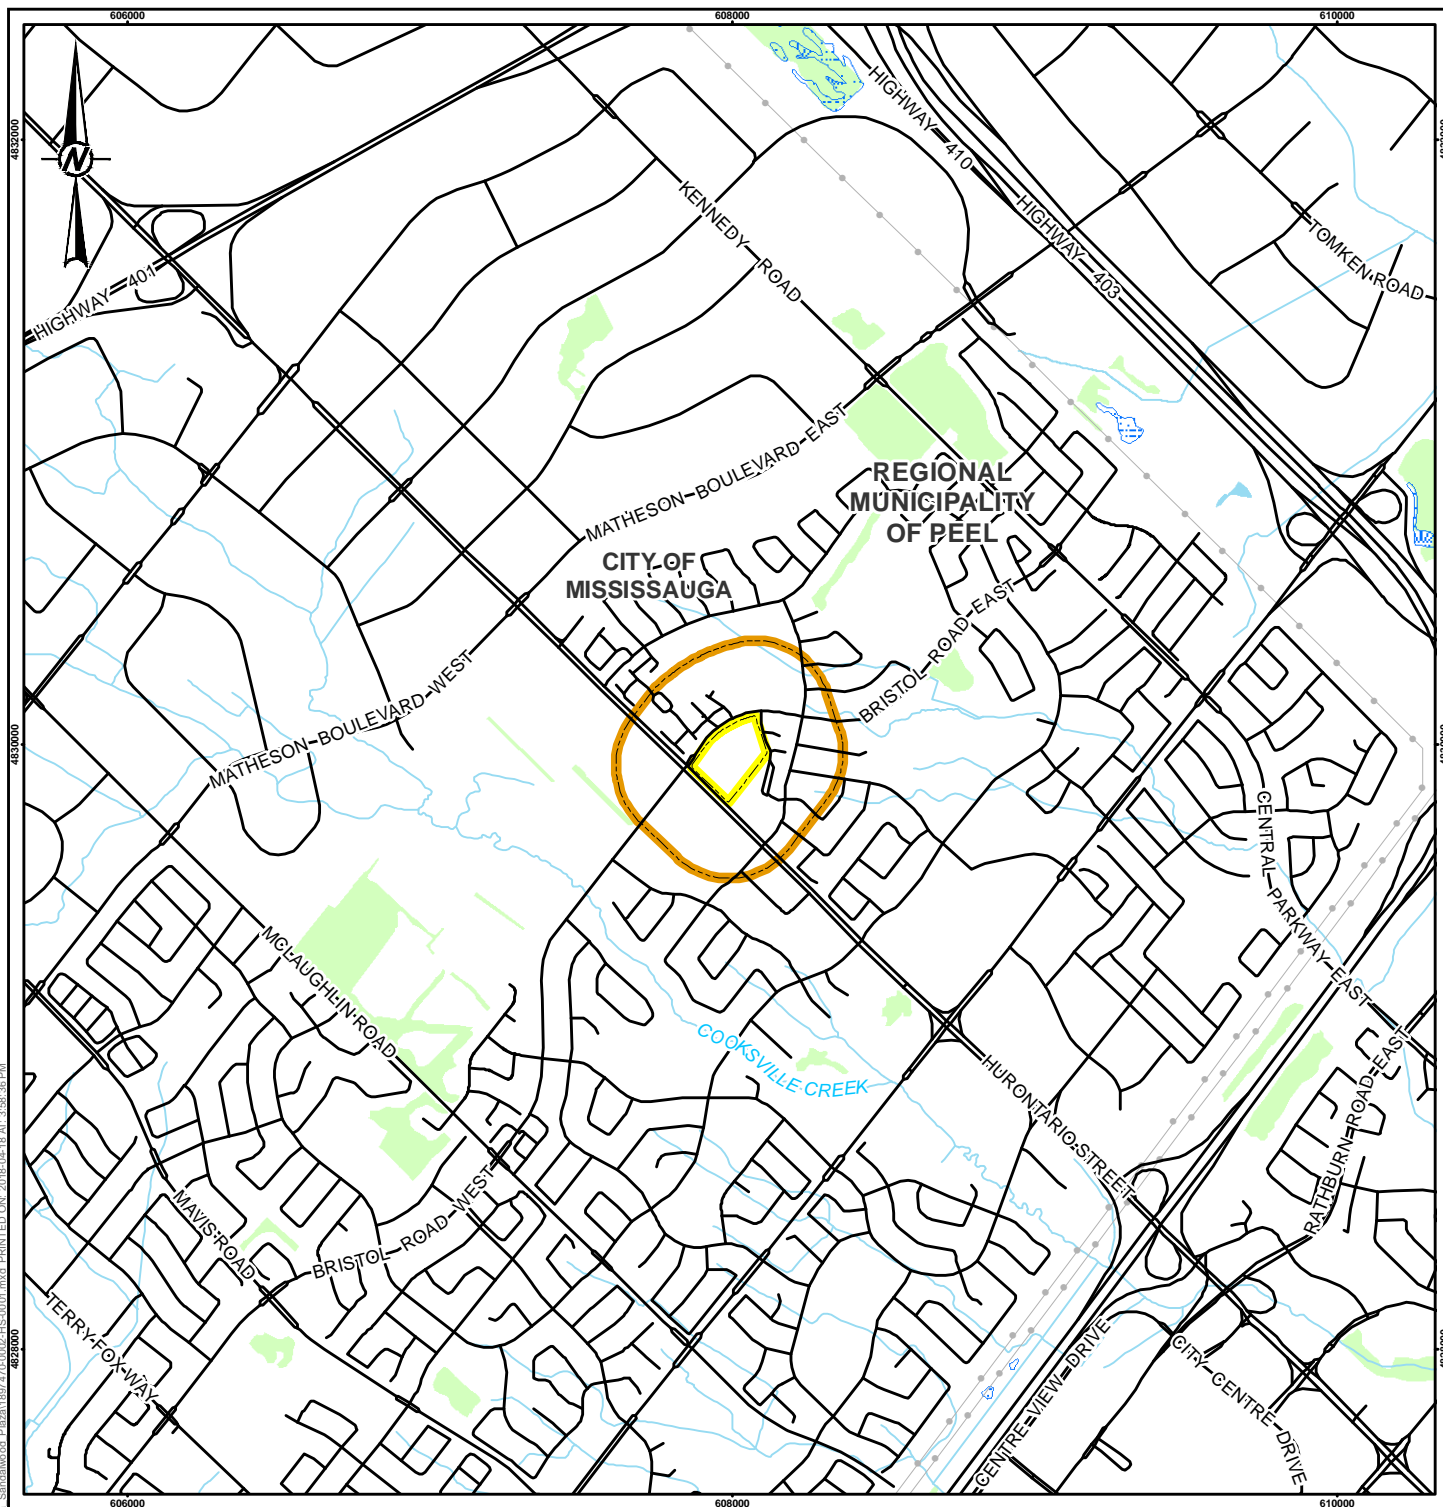 606000
608000
610000
4832000
N
HIGHWAY 401
HIGHWAY 410
HIGHWAY 403
KENNEDY ROAD
TOMKEN ROAD
MATHESON BOULEVARD EAST
REGIONAL
MUNICIPALITY
OF PEEL
CITY OF
MISSISSAUGA
BRISTOL ROAD EAST
MATHESON BOULEVARD WEST
4830000
CENTRAL PARKWAY EAST
MCLAUGHLIN ROAD
COOKSVILLE CREEK
HURONTARIO STREET
RATHBURN ROAD EAST
MAVIS ROAD
BRISTOL ROAD WEST
TERRY FOX WAY
4828000
CENTRE VIEW DRIVE
CITY CENTRE DRIVE
606000
608000
610000